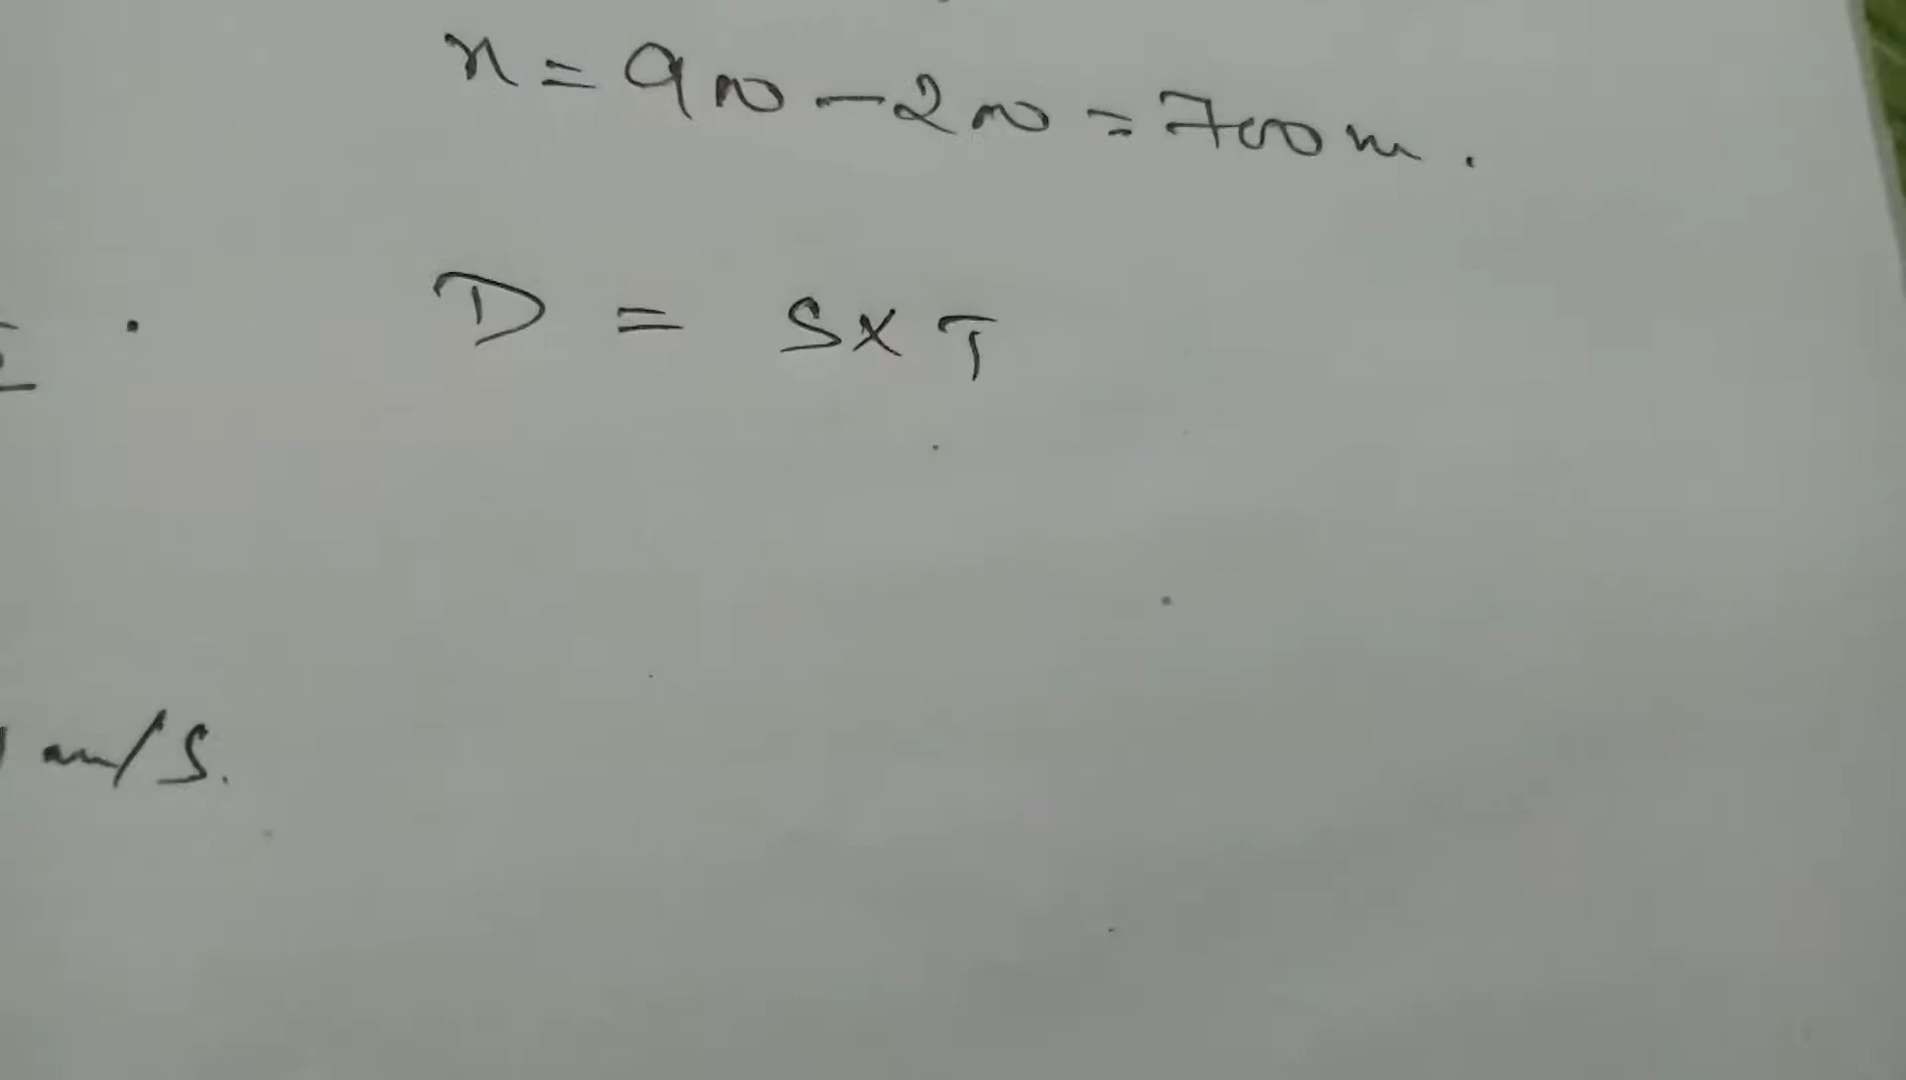 x = 900 - 200 = 700 m.
D = S × T
m/s.